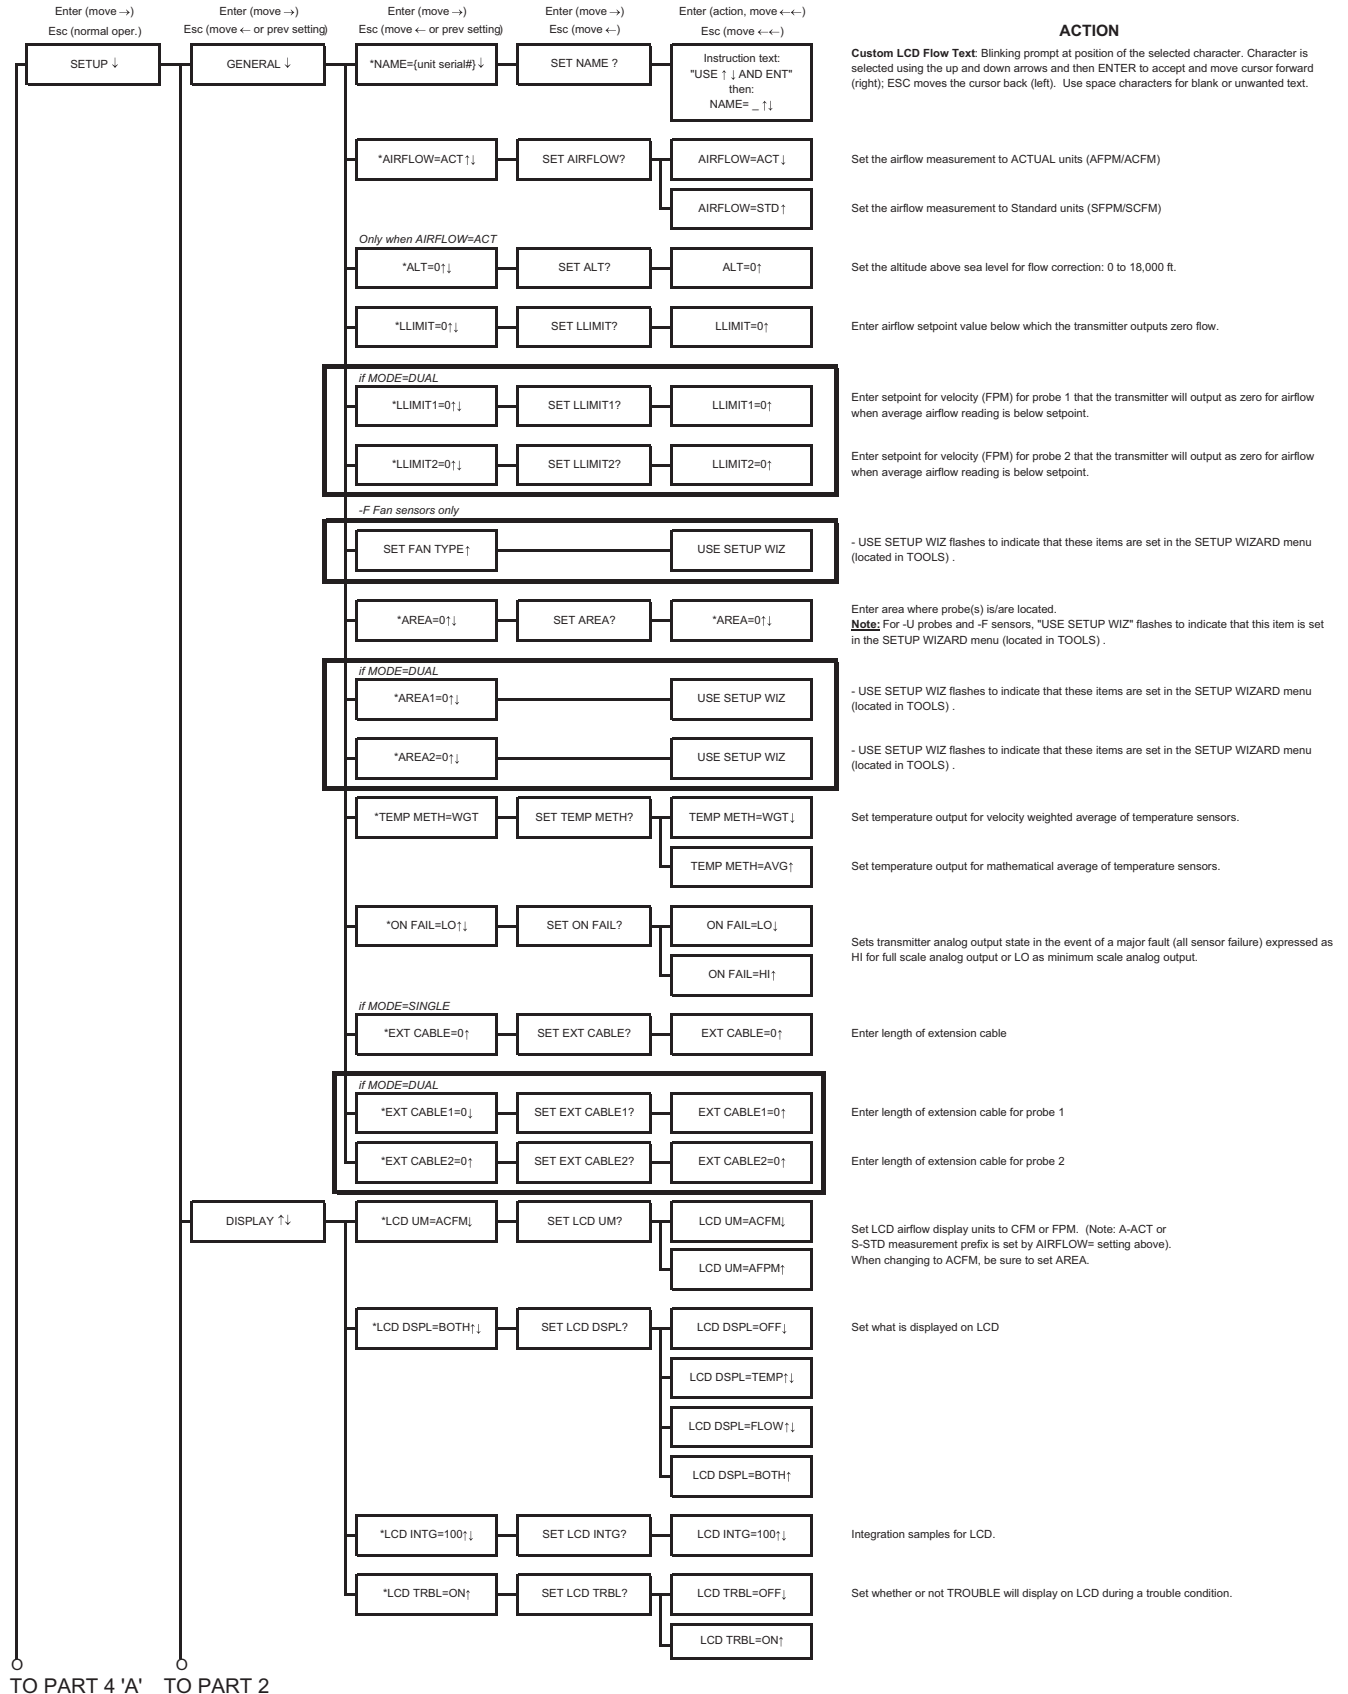 Enter (move →)
Esc (normal oper.)
Enter (move →)
Esc (move ← or prev setting)
Enter (move →)
Esc (move ← or prev setting)
Enter (move →)
Esc (move ←)
Enter (action, move ←←)
Esc (move ←←)
ACTION
SETUP ↓
GENERAL ↓
*NAME={unit serial#}↓
SET NAME ?
Instruction text:
"USE ↑ ↓ AND ENT"
then:
NAME= _ ↑↓
Custom LCD Flow Text: Blinking prompt at position of the selected character. Character is
selected using the up and down arrows and then ENTER to accept and move cursor forward
(right); ESC moves the cursor back (left). Use space characters for blank or unwanted text.
*AIRFLOW=ACT↑↓
SET AIRFLOW?
AIRFLOW=ACT↓
Set the airflow measurement to ACTUAL units (AFPM/ACFM)
AIRFLOW=STD↑
Set the airflow measurement to Standard units (SFPM/SCFM)
Only when AIRFLOW=ACT
*ALT=0↑↓
SET ALT?
ALT=0↑
Set the altitude above sea level for flow correction: 0 to 18,000 ft.
*LLIMIT=0↑↓
SET LLIMIT?
LLIMIT=0↑
Enter airflow setpoint value below which the transmitter outputs zero flow.
if MODE=DUAL
*LLIMIT1=0↑↓
SET LLIMIT1?
LLIMIT1=0↑
Enter setpoint for velocity (FPM) for probe 1 that the transmitter will output as zero for airflow
when average airflow reading is below setpoint.
*LLIMIT2=0↑↓
SET LLIMIT2?
LLIMIT2=0↑
Enter setpoint for velocity (FPM) for probe 2 that the transmitter will output as zero for airflow
when average airflow reading is below setpoint.
-F Fan sensors only
SET FAN TYPE↑
USE SETUP WIZ
- USE SETUP WIZ flashes to indicate that these items are set in the SETUP WIZARD menu
(located in TOOLS) .
*AREA=0↑↓
SET AREA?
*AREA=0↑↓
Enter area where probe(s) is/are located.
Note: For -U probes and -F sensors, "USE SETUP WIZ" flashes to indicate that this item is set
in the SETUP WIZARD menu (located in TOOLS) .
if MODE=DUAL
*AREA1=0↑↓
USE SETUP WIZ
- USE SETUP WIZ flashes to indicate that these items are set in the SETUP WIZARD menu
(located in TOOLS) .
*AREA2=0↑↓
USE SETUP WIZ
- USE SETUP WIZ flashes to indicate that these items are set in the SETUP WIZARD menu
(located in TOOLS) .
*TEMP METH=WGT
SET TEMP METH?
TEMP METH=WGT↓
Set temperature output for velocity weighted average of temperature sensors.
TEMP METH=AVG↑
Set temperature output for mathematical average of temperature sensors.
*ON FAIL=LO↑↓
SET ON FAIL?
ON FAIL=LO↓
ON FAIL=HI↑
Sets transmitter analog output state in the event of a major fault (all sensor failure) expressed as
HI for full scale analog output or LO as minimum scale analog output.
if MODE=SINGLE
*EXT CABLE=0↑
SET EXT CABLE?
EXT CABLE=0↑
Enter length of extension cable
if MODE=DUAL
*EXT CABLE1=0↓
SET EXT CABLE1?
EXT CABLE1=0↑
Enter length of extension cable for probe 1
*EXT CABLE2=0↑
SET EXT CABLE2?
EXT CABLE2=0↑
Enter length of extension cable for probe 2
DISPLAY ↑↓
*LCD UM=ACFM↓
SET LCD UM?
LCD UM=ACFM↓
LCD UM=AFPM↑
Set LCD airflow display units to CFM or FPM. (Note: A-ACT or
S-STD measurement prefix is set by AIRFLOW= setting above).
When changing to ACFM, be sure to set AREA.
*LCD DSPL=BOTH↑↓
SET LCD DSPL?
LCD DSPL=OFF↓
Set what is displayed on LCD
LCD DSPL=TEMP↑↓
LCD DSPL=FLOW↑↓
LCD DSPL=BOTH↑
*LCD INTG=100↑↓
SET LCD INTG?
LCD INTG=100↑↓
Integration samples for LCD.
*LCD TRBL=ON↑
SET LCD TRBL?
LCD TRBL=OFF↓
Set whether or not TROUBLE will display on LCD during a trouble condition.
LCD TRBL=ON↑
O
O
TO PART 4 'A'
TO PART 2